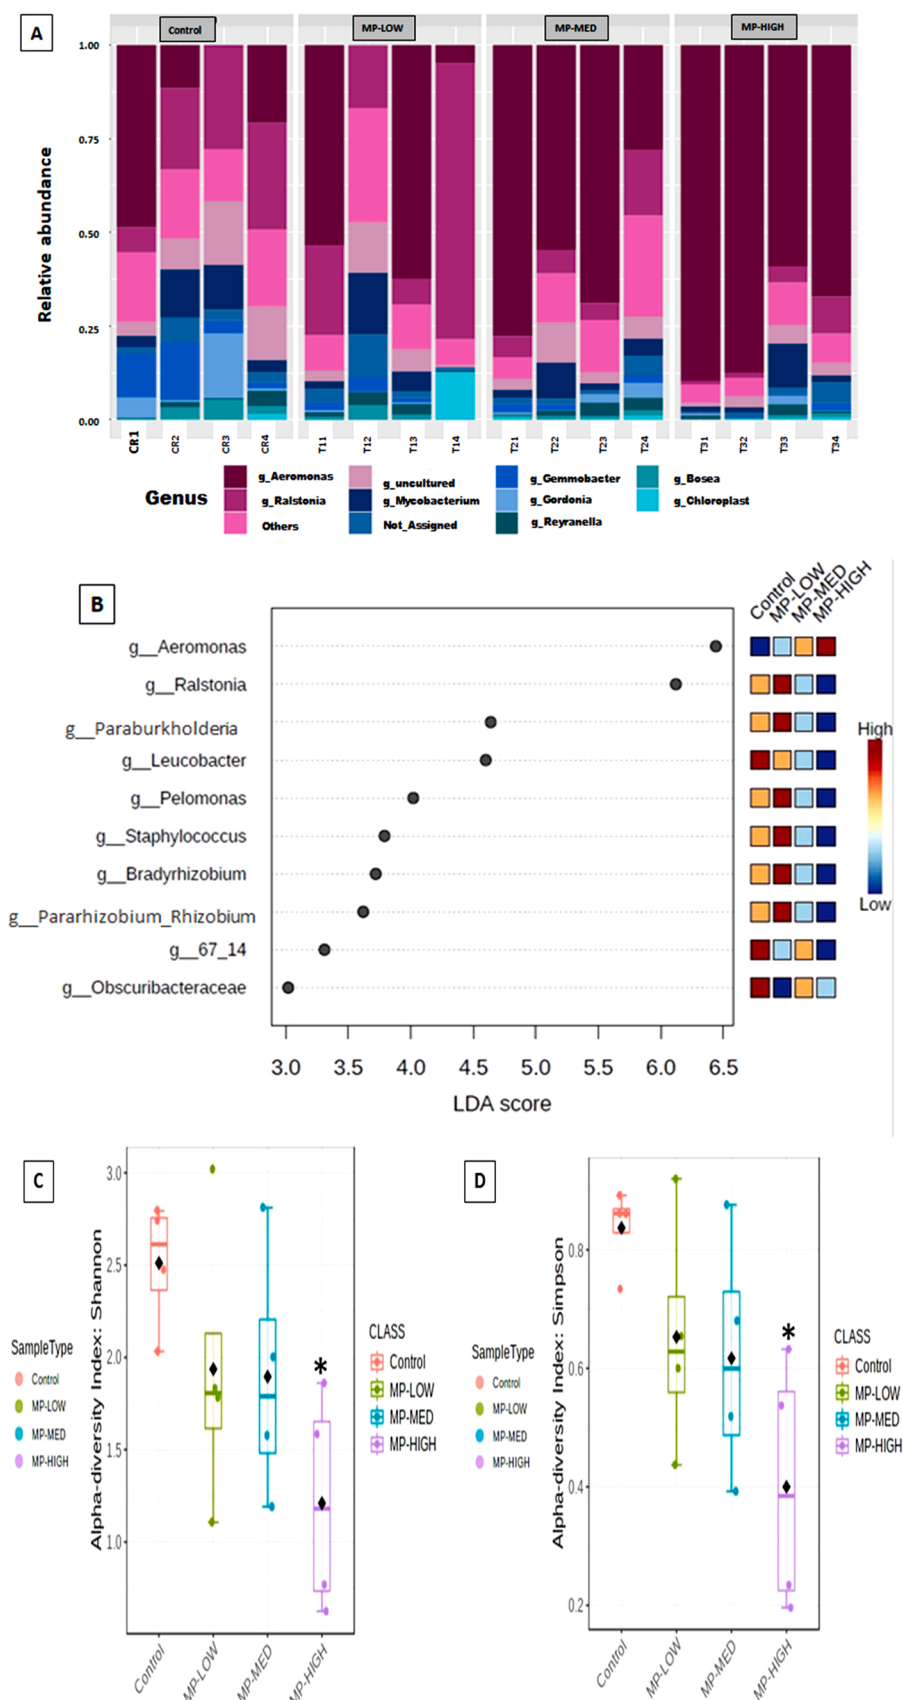 A
Control
MP-LOW
MP-MED
MP-HIGH
Relative abundance
1.00
0.75
0.50
0.25
0.00
CR1 CR2 CR3 CR4 T11 T12 T13 T14 T21 T22 T23 T24 T31 T32 T33 T34
Genus
g_Aeromonas
g_Ralstonia
Others
g_uncultured
g_Mycobacterium
Not_Assigned
g_Gemmobacter
g_Gordonia
g_Reyranella
g_Bosea
g_Chloroplast
B
Control
MP-LOW
MP-MED
MP-HIGH
g__Aeromonas
g__Ralstonia
g__Paraburkholderia
g__Leucobacter
g__Pelomonas
g__Staphylococcus
g__Bradyrhizobium
g__Pararhizobium_Rhizobium
g__67_14
g__Obscuribacteraceae
High
Low
3.0 3.5 4.0 4.5 5.0 5.5 6.0 6.5
LDA score
C
SampleType
Control
MP-LOW
MP-MED
MP-HIGH
Alpha-diversity Index: Shannon
3.0
2.5
2.0
1.5
1.0
*
Control
MP-LOW
MP-MED
MP-HIGH
CLASS
Control
MP-LOW
MP-MED
MP-HIGH
D
SampleType
Control
MP-LOW
MP-MED
MP-HIGH
Alpha-diversity Index: Simpson
0.8
0.6
0.4
0.2
*
Control
MP-LOW
MP-MED
MP-HIGH
CLASS
Control
MP-LOW
MP-MED
MP-HIGH